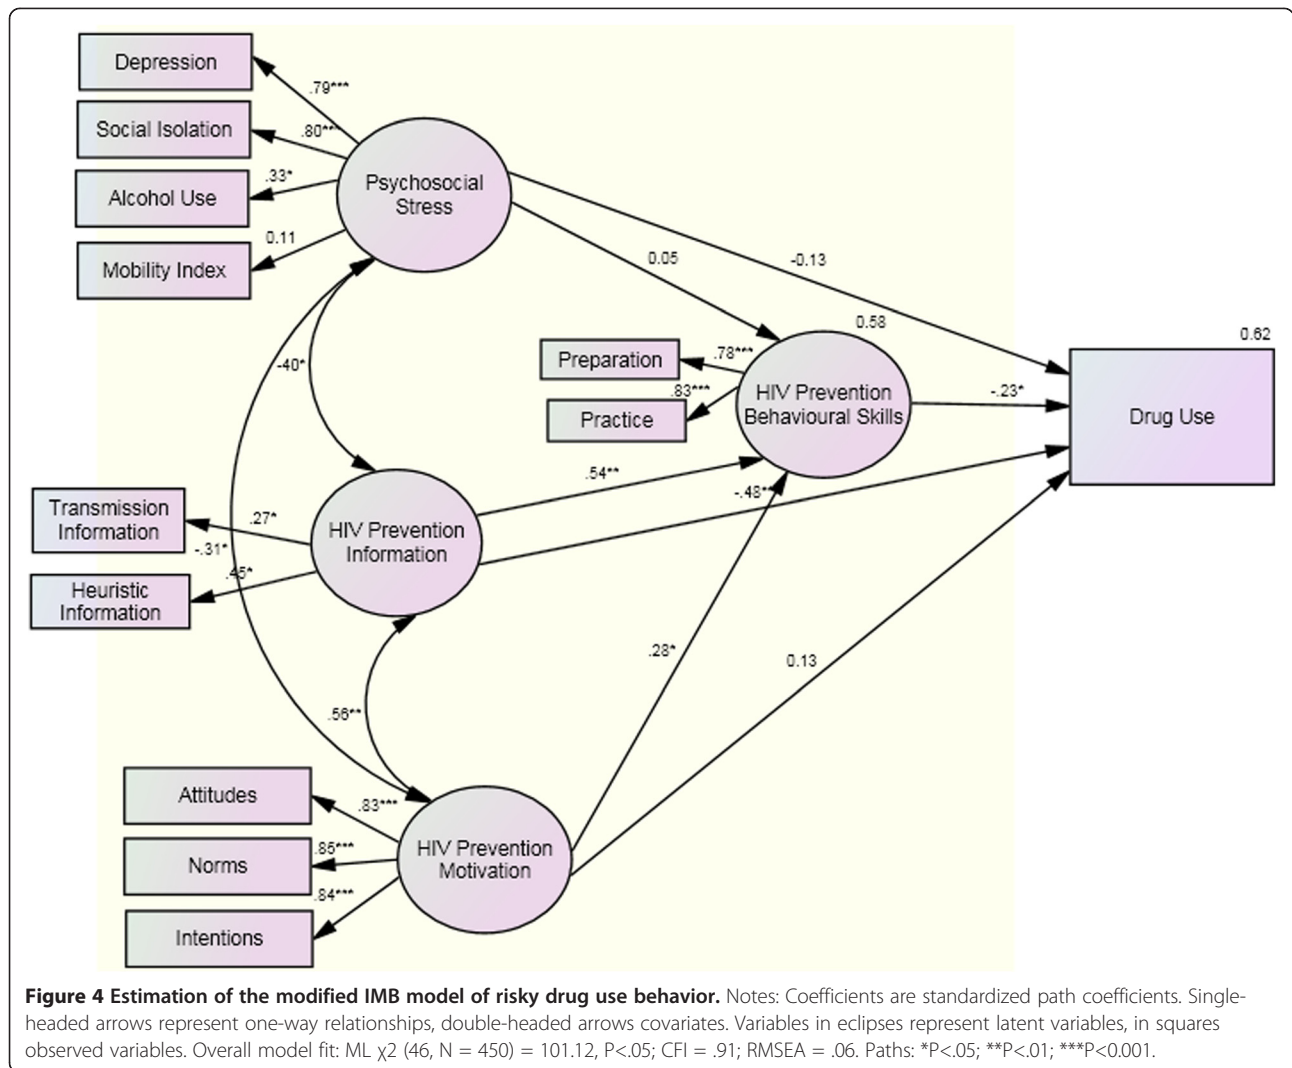 Depression
.79***
Social Isolation
.80***
Alcohol Use
.33*
Mobility Index
0.11
Psychosocial
Stress
0.05
-0.13
0.58
0.62
Preparation
.78***
Practice
.83***
HIV Prevention
Behavioural Skills
-.23*
Drug Use
-40*
.54**
-.48**
Transmission
Information
.27*
-.31*
Heuristic
Information
.45*
HIV Prevention
Information
.28*
0.13
.56**
Attitudes
.83***
Norms
.85***
Intentions
.84***
HIV Prevention
Motivation
Figure 4 Estimation of the modified IMB model of risky drug use behavior. Notes: Coefficients are standardized path coefficients. Single-
headed arrows represent one-way relationships, double-headed arrows covariates. Variables in eclipses represent latent variables, in squares
observed variables. Overall model fit: ML χ2 (46, N = 450) = 101.12, P<.05; CFI = .91; RMSEA = .06. Paths: *P<.05; **P<.01; ***P<0.001.